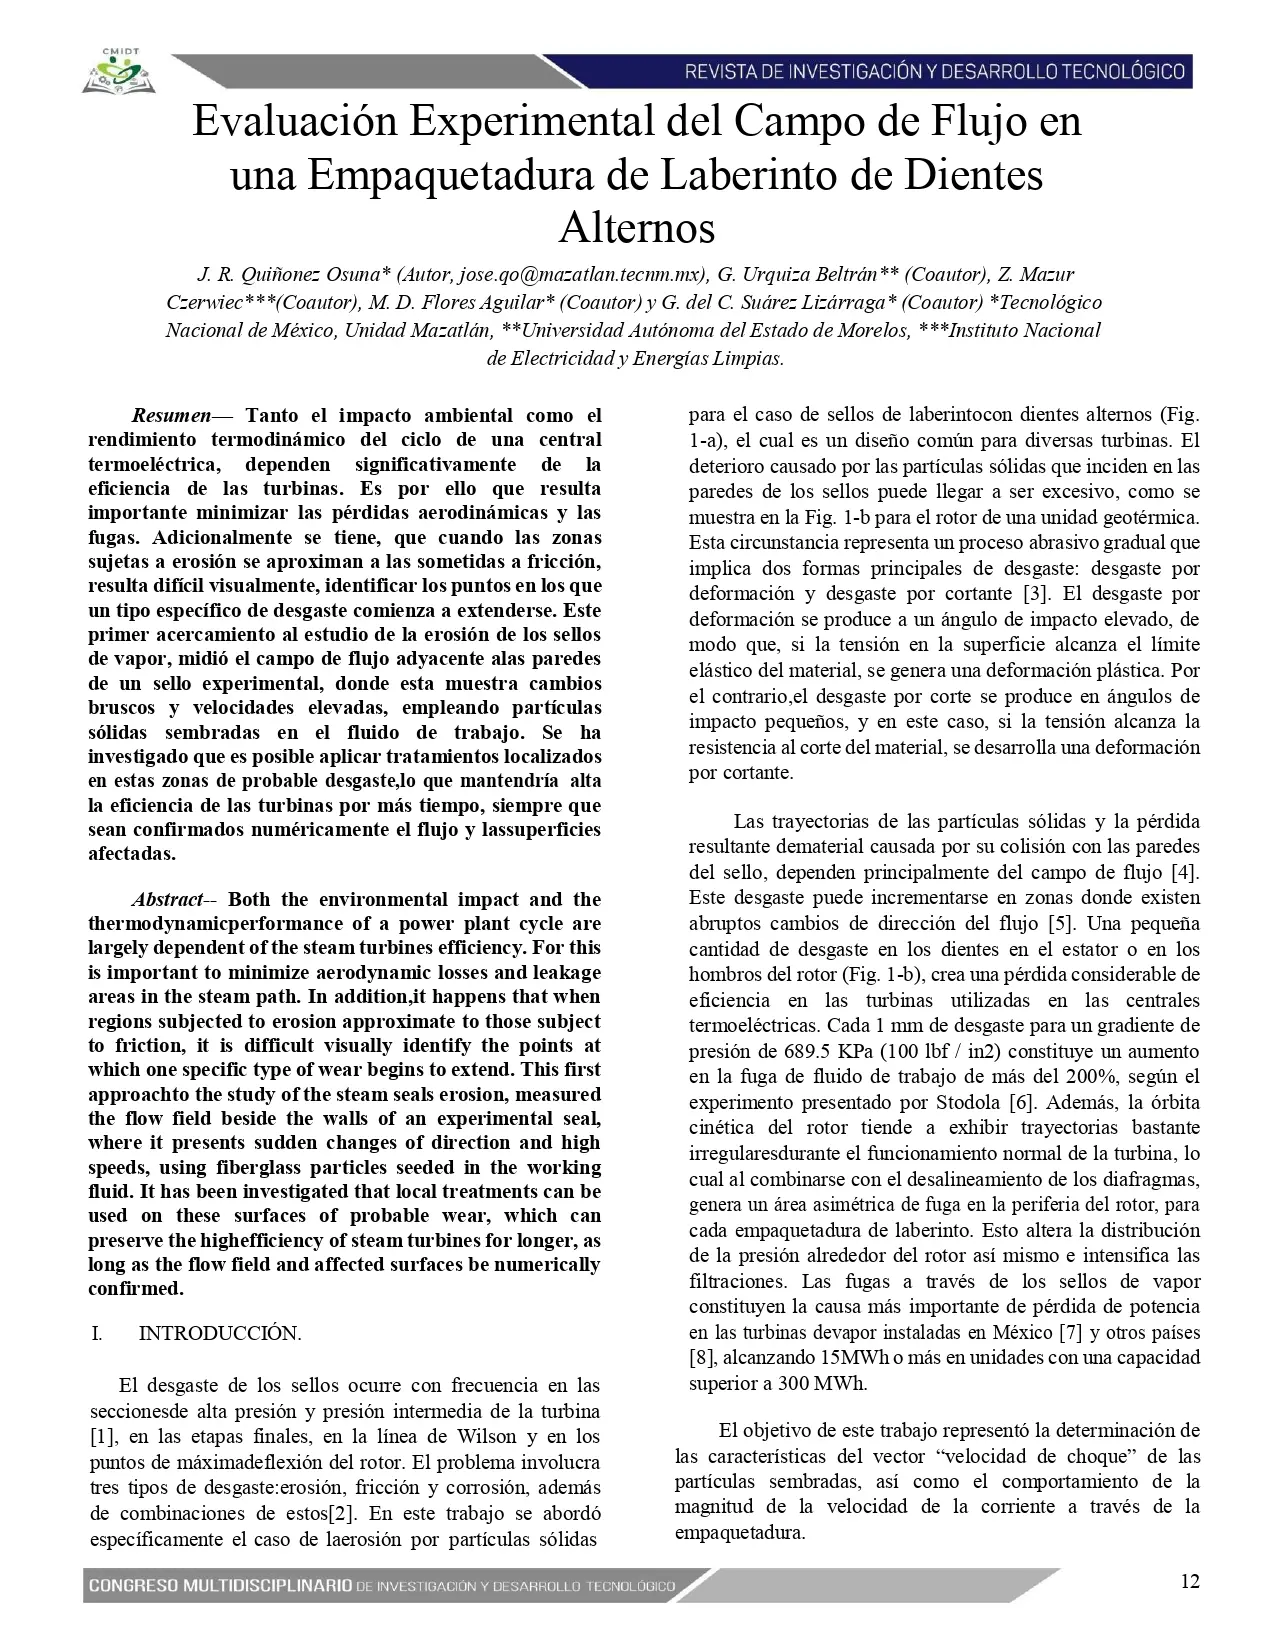 CMIDT
REVISTA DE INVESTIGACIÓN Y DESARROLLO TECNOLÓGICO
Evaluación Experimental del Campo de Flujo en
una Empaquetadura de Laberinto de Dientes
Alternos
J. R. Quiñonez Osuna* (Autor, jose.qo@mazatlan.tecnm.mx), G. Urquiza Beltrán** (Coautor), Z. Mazur
Czerwiec***(Coautor), M. D. Flores Aguilar* (Coautor) y G. del C. Suárez Lizárraga* (Coautor) *Tecnológico
Nacional de México, Unidad Mazatlán, **Universidad Autónoma del Estado de Morelos, ***Instituto Nacional
de Electricidad y Energías Limpias.
Resumen— Tanto el impacto ambiental como el
rendimiento termodinámico del ciclo de una central
termoeléctrica, dependen significativamente de la
eficiencia de las turbinas. Es por ello que resulta
importante minimizar las pérdidas aerodinámicas y las
fugas. Adicionalmente se tiene, que cuando las zonas
sujetas a erosión se aproximan a las sometidas a fricción,
resulta difícil visualmente, identificar los puntos en los que
un tipo específico de desgaste comienza a extenderse. Este
primer acercamiento al estudio de la erosión de los sellos
de vapor, midió el campo de flujo adyacente alas paredes
de un sello experimental, donde esta muestra cambios
bruscos y velocidades elevadas, empleando partículas
sólidas sembradas en el fluido de trabajo. Se ha
investigado que es posible aplicar tratamientos localizados
en estas zonas de probable desgaste,lo que mantendría alta
la eficiencia de las turbinas por más tiempo, siempre que
sean confirmados numéricamente el flujo y lassuperficies
afectadas.
Abstract-- Both the environmental impact and the
thermodynamicperformance of a power plant cycle are
largely dependent of the steam turbines efficiency. For this
is important to minimize aerodynamic losses and leakage
areas in the steam path. In addition,it happens that when
regions subjected to erosion approximate to those subject
to friction, it is difficult visually identify the points at
which one specific type of wear begins to extend. This first
approachto the study of the steam seals erosion, measured
the flow field beside the walls of an experimental seal,
where it presents sudden changes of direction and high
speeds, using fiberglass particles seeded in the working
fluid. It has been investigated that local treatments can be
used on these surfaces of probable wear, which can
preserve the highefficiency of steam turbines for longer, as
long as the flow field and affected surfaces be numerically
confirmed.
I. INTRODUCCIÓN.
El desgaste de los sellos ocurre con frecuencia en las
seccionesde alta presión y presión intermedia de la turbina
[1], en las etapas finales, en la línea de Wilson y en los
puntos de máximadeflexión del rotor. El problema involucra
tres tipos de desgaste:erosión, fricción y corrosión, además
de combinaciones de estos[2]. En este trabajo se abordó
específicamente el caso de laerosión por partículas sólidas
para el caso de sellos de laberintocon dientes alternos (Fig.
1-a), el cual es un diseño común para diversas turbinas. El
deterioro causado por las partículas sólidas que inciden en las
paredes de los sellos puede llegar a ser excesivo, como se
muestra en la Fig. 1-b para el rotor de una unidad geotérmica.
Esta circunstancia representa un proceso abrasivo gradual que
implica dos formas principales de desgaste: desgaste por
deformación y desgaste por cortante [3]. El desgaste por
deformación se produce a un ángulo de impacto elevado, de
modo que, si la tensión en la superficie alcanza el límite
elástico del material, se genera una deformación plástica. Por
el contrario,el desgaste por corte se produce en ángulos de
impacto pequeños, y en este caso, si la tensión alcanza la
resistencia al corte del material, se desarrolla una deformación
por cortante.
Las trayectorias de las partículas sólidas y la pérdida
resultante dematerial causada por su colisión con las paredes
del sello, dependen principalmente del campo de flujo [4].
Este desgaste puede incrementarse en zonas donde existen
abruptos cambios de dirección del flujo [5]. Una pequeña
cantidad de desgaste en los dientes en el estator o en los
hombros del rotor (Fig. 1-b), crea una pérdida considerable de
eficiencia en las turbinas utilizadas en las centrales
termoeléctricas. Cada 1 mm de desgaste para un gradiente de
presión de 689.5 KPa (100 lbf / in2) constituye un aumento
en la fuga de fluido de trabajo de más del 200%, según el
experimento presentado por Stodola [6]. Además, la órbita
cinética del rotor tiende a exhibir trayectorias bastante
irregularesdurante el funcionamiento normal de la turbina, lo
cual al combinarse con el desalineamiento de los diafragmas,
genera un área asimétrica de fuga en la periferia del rotor, para
cada empaquetadura de laberinto. Esto altera la distribución
de la presión alrededor del rotor así mismo e intensifica las
filtraciones. Las fugas a través de los sellos de vapor
constituyen la causa más importante de pérdida de potencia
en las turbinas devapor instaladas en México [7] y otros países
[8], alcanzando 15MWh o más en unidades con una capacidad
superior a 300 MWh.
El objetivo de este trabajo representó la determinación de
las características del vector “velocidad de choque” de las
partículas sembradas, así como el comportamiento de la
magnitud de la velocidad de la corriente a través de la
empaquetadura.
CONGRESO MULTIDISCIPLINARIO DE INVESTIGACIÓN Y DESARROLLO TECNOLÓGICO
12